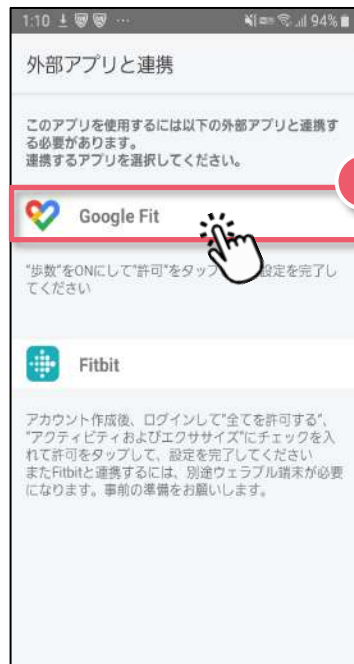 1:10 94%
外部アプリと連携
このアプリを使用するには以下の外部アプリと連携す
る必要があります。
連携するアプリを選択してください。
Google Fit
"歩数"をONにして"許可"をタップ 設定を完了し
てください
Fitbit
アカウント作成後、ログインして"全てを許可する"、
"アクティビティおよびエクササイズ"にチェックを入
れて許可をタップして、設定を完了してください
またFitbitと連携するには、別途ウェラブル端末が必要
になります。事前の準備をお願いします。